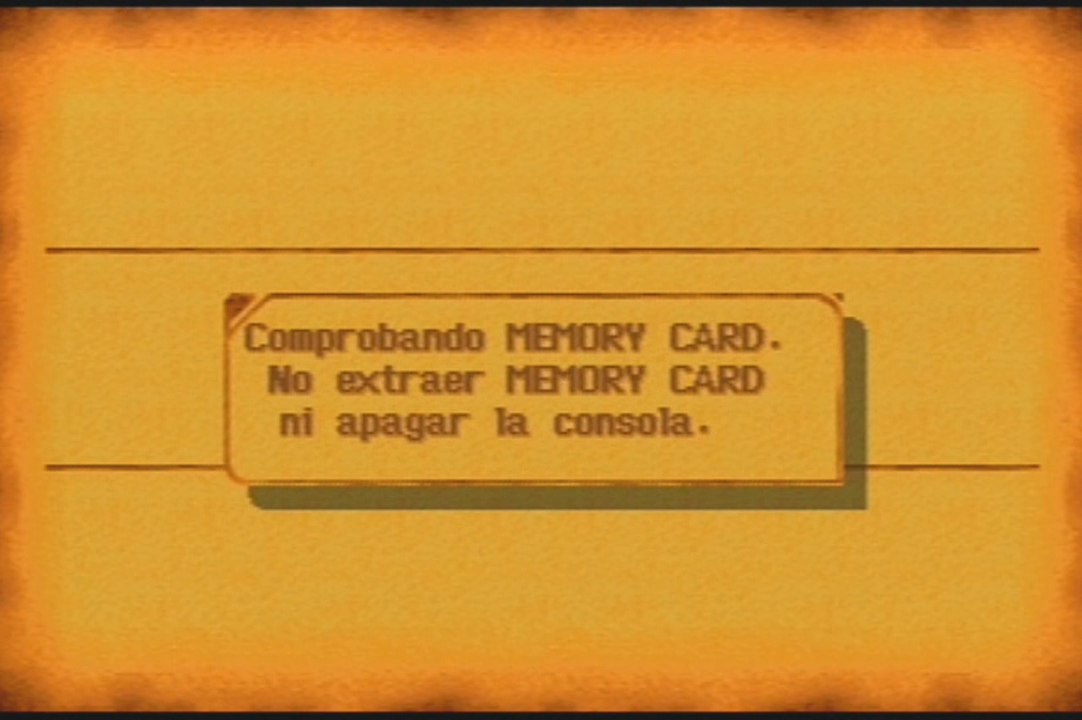 Comprobando MEMORY CARD.
No extraer MEMORY CARD
ni apagar la consola.